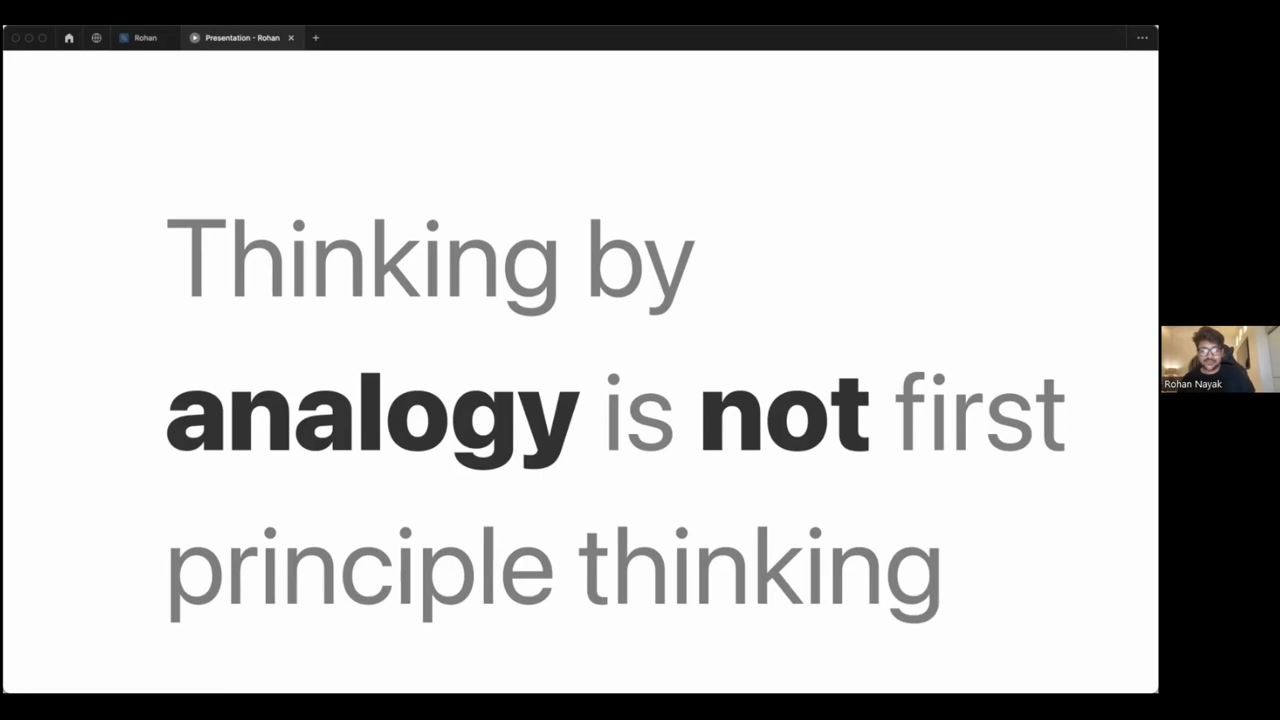 Rohan
Presentation - Rohan
Thinking by
analogy is not first
principle thinking
Rohan Nayak